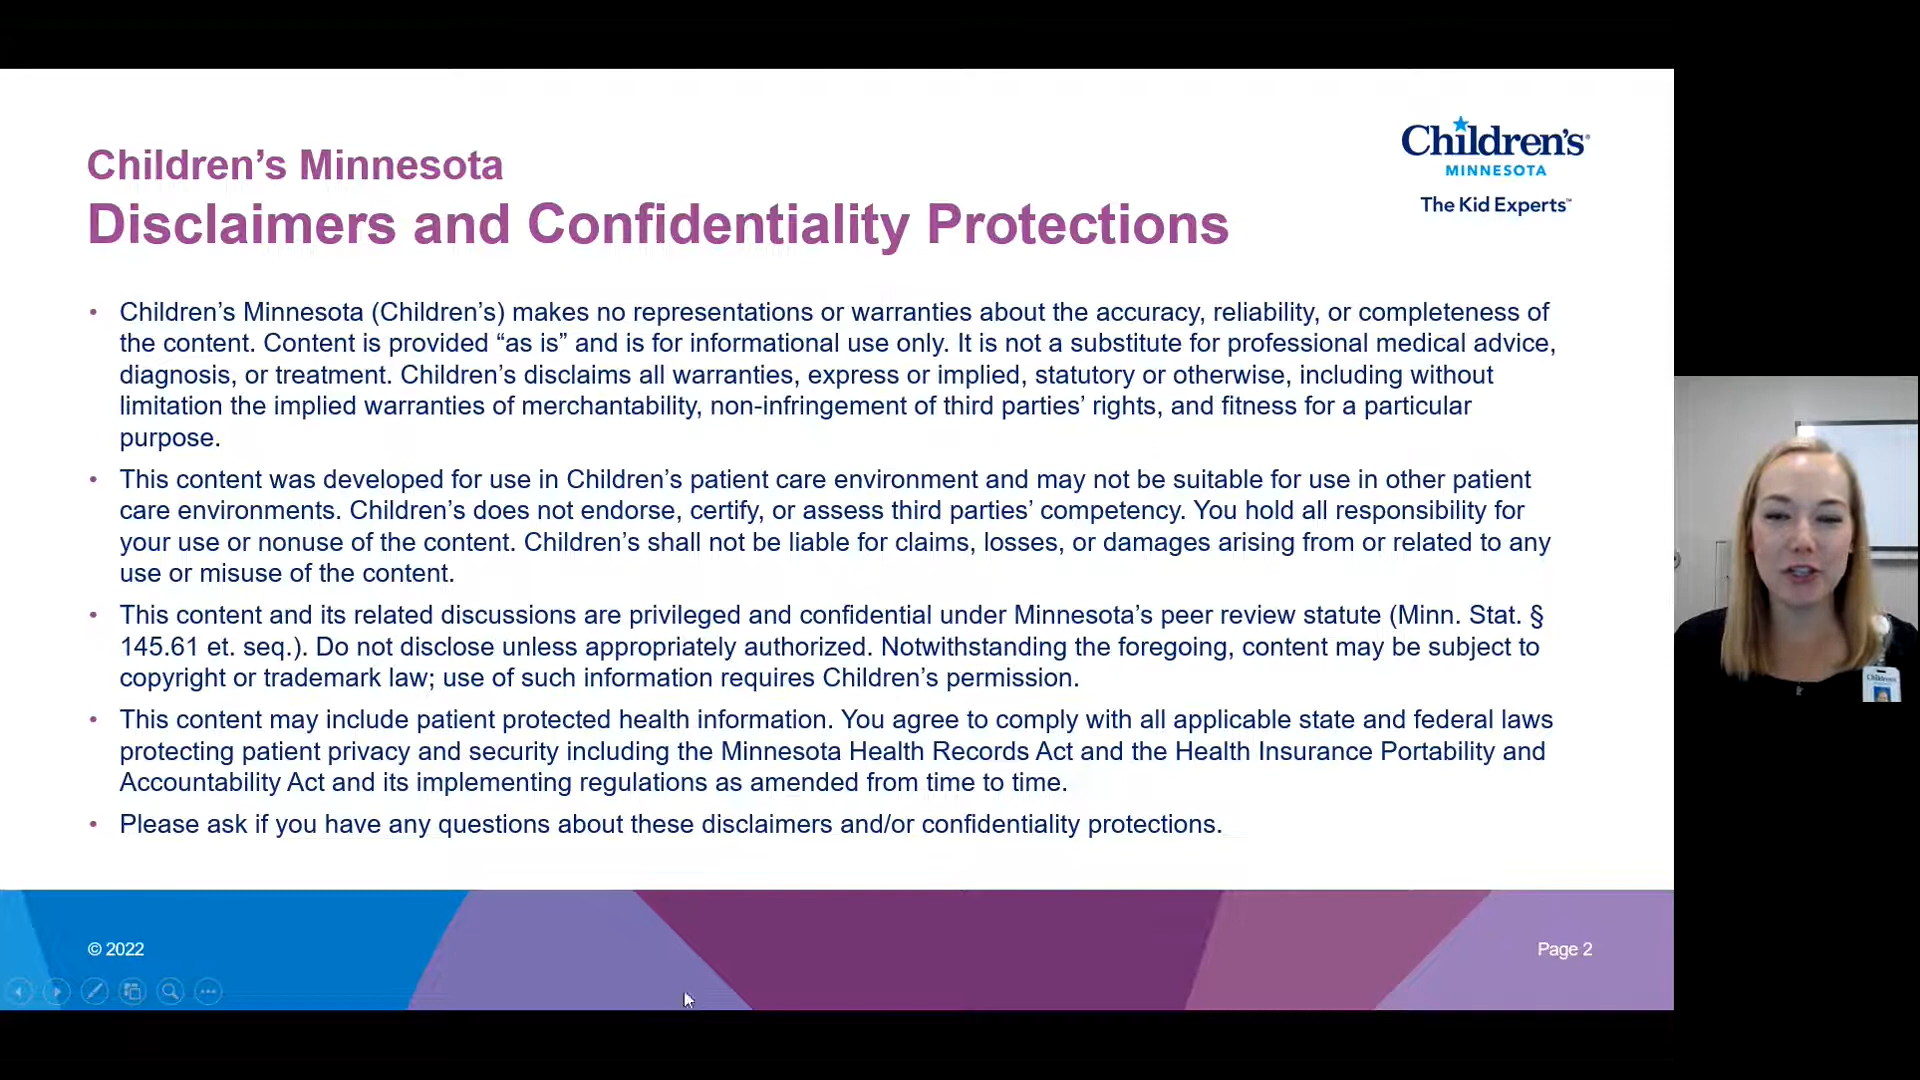 Children's®
MINNESOTA
The Kid Experts™
Children’s Minnesota
Disclaimers and Confidentiality Protections
• Children’s Minnesota (Children’s) makes no representations or warranties about the accuracy, reliability, or completeness of
the content. Content is provided “as is” and is for informational use only. It is not a substitute for professional medical advice,
diagnosis, or treatment. Children’s disclaims all warranties, express or implied, statutory or otherwise, including without
limitation the implied warranties of merchantability, non-infringement of third parties’ rights, and fitness for a particular
purpose.
• This content was developed for use in Children’s patient care environment and may not be suitable for use in other patient
care environments. Children’s does not endorse, certify, or assess third parties’ competency. You hold all responsibility for
your use or nonuse of the content. Children’s shall not be liable for claims, losses, or damages arising from or related to any
use or misuse of the content.
• This content and its related discussions are privileged and confidential under Minnesota’s peer review statute (Minn. Stat. §
145.61 et. seq.). Do not disclose unless appropriately authorized. Notwithstanding the foregoing, content may be subject to
copyright or trademark law; use of such information requires Children’s permission.
• This content may include patient protected health information. You agree to comply with all applicable state and federal laws
protecting patient privacy and security including the Minnesota Health Records Act and the Health Insurance Portability and
Accountability Act and its implementing regulations as amended from time to time.
• Please ask if you have any questions about these disclaimers and/or confidentiality protections.
© 2022
Page 2
Children's